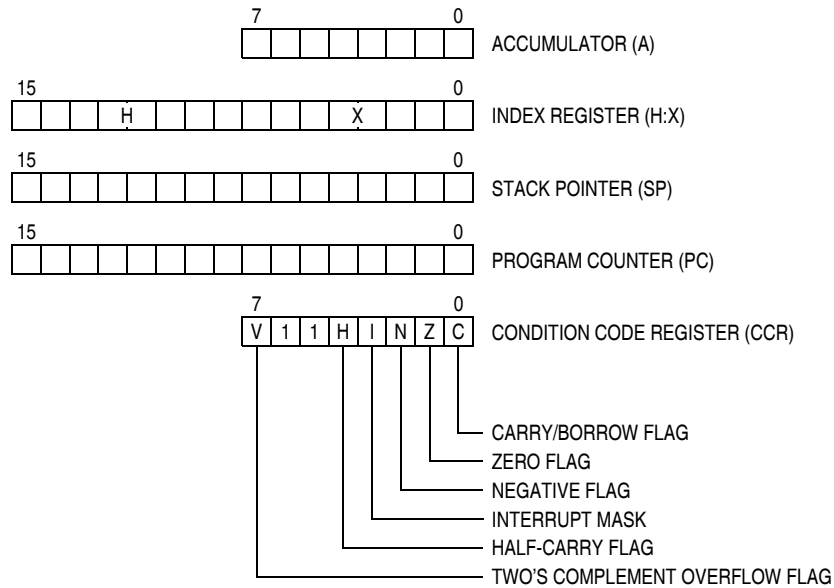 7 0
ACCUMULATOR (A)
15 0
H X INDEX REGISTER (H:X)
15 0
STACK POINTER (SP)
15 0
PROGRAM COUNTER (PC)
7 0
V 1 1 H I N Z C CONDITION CODE REGISTER (CCR)
CARRY/BORROW FLAG
ZERO FLAG
NEGATIVE FLAG
INTERRUPT MASK
HALF-CARRY FLAG
TWO'S COMPLEMENT OVERFLOW FLAG